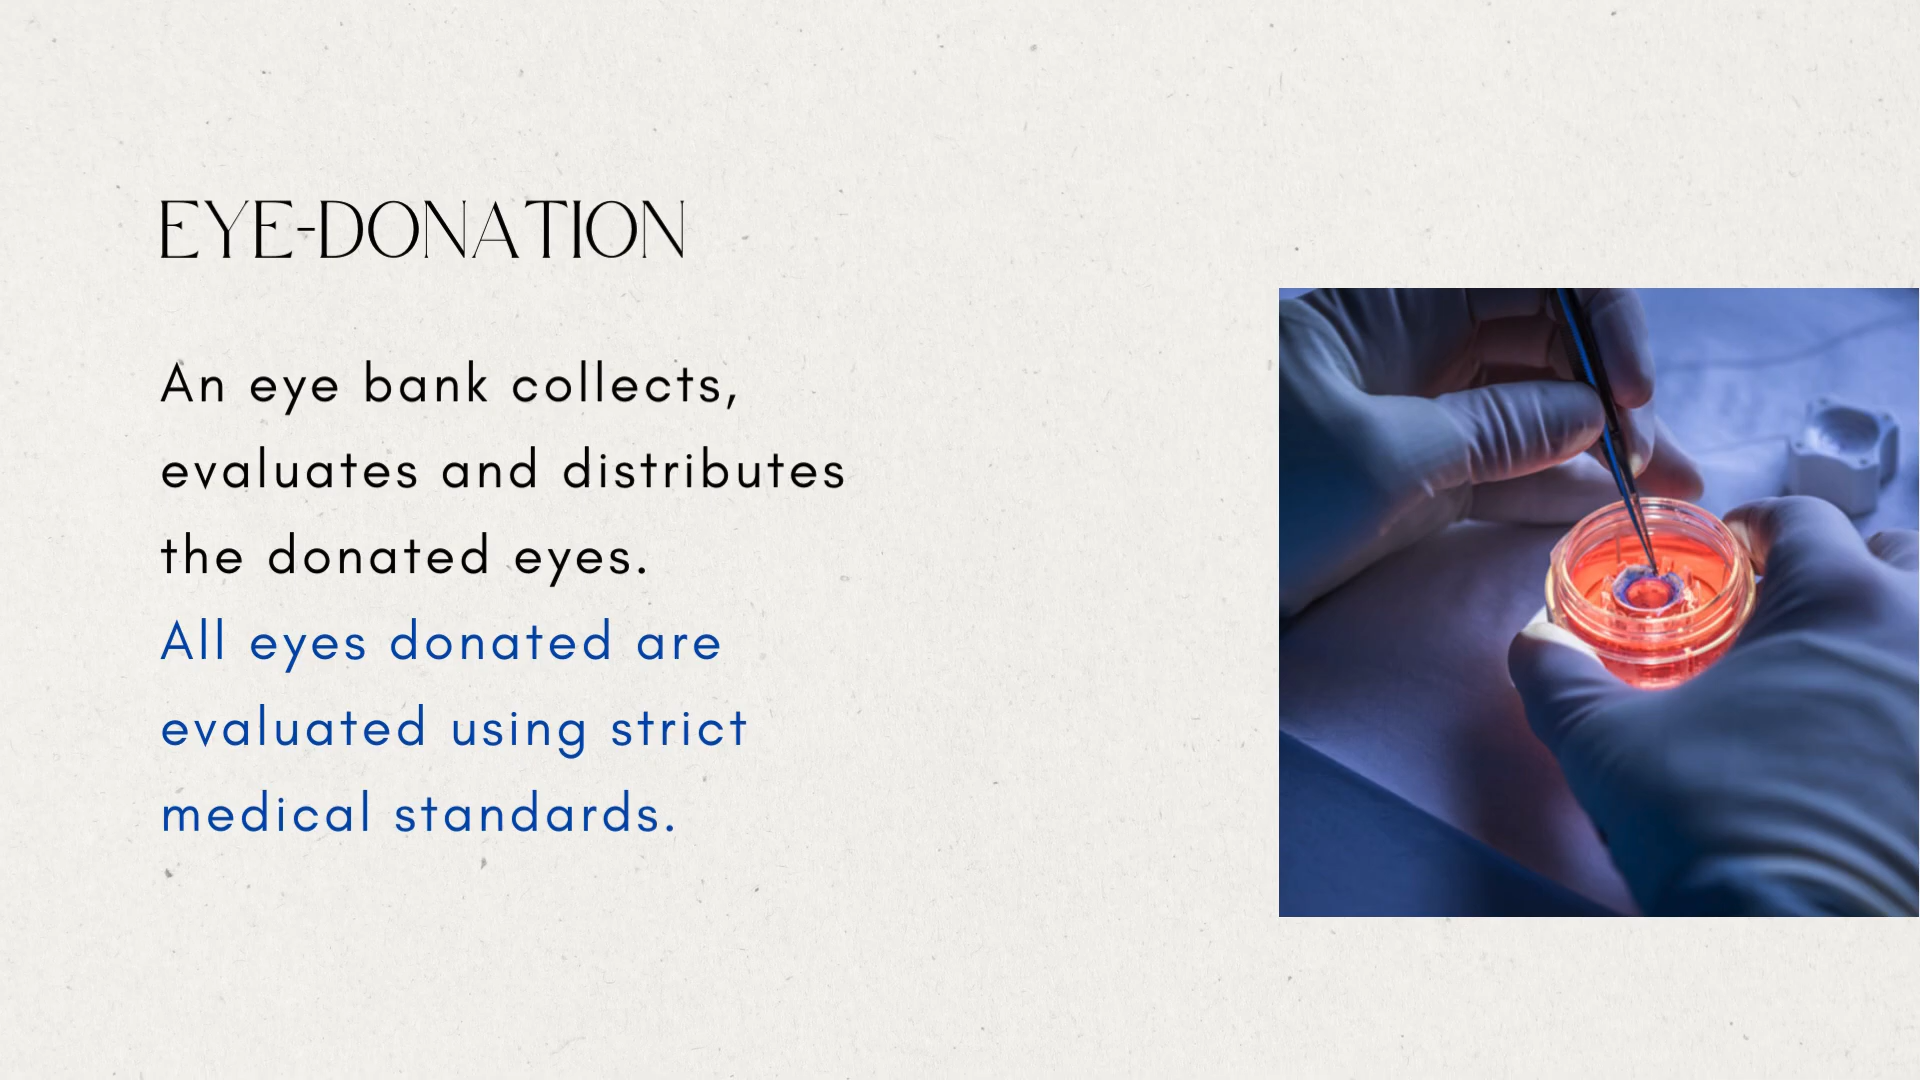 EYE-DONATION
An eye bank collects,
evaluates and distributes
the donated eyes.
All eyes donated are
evaluated using strict
medical standards.